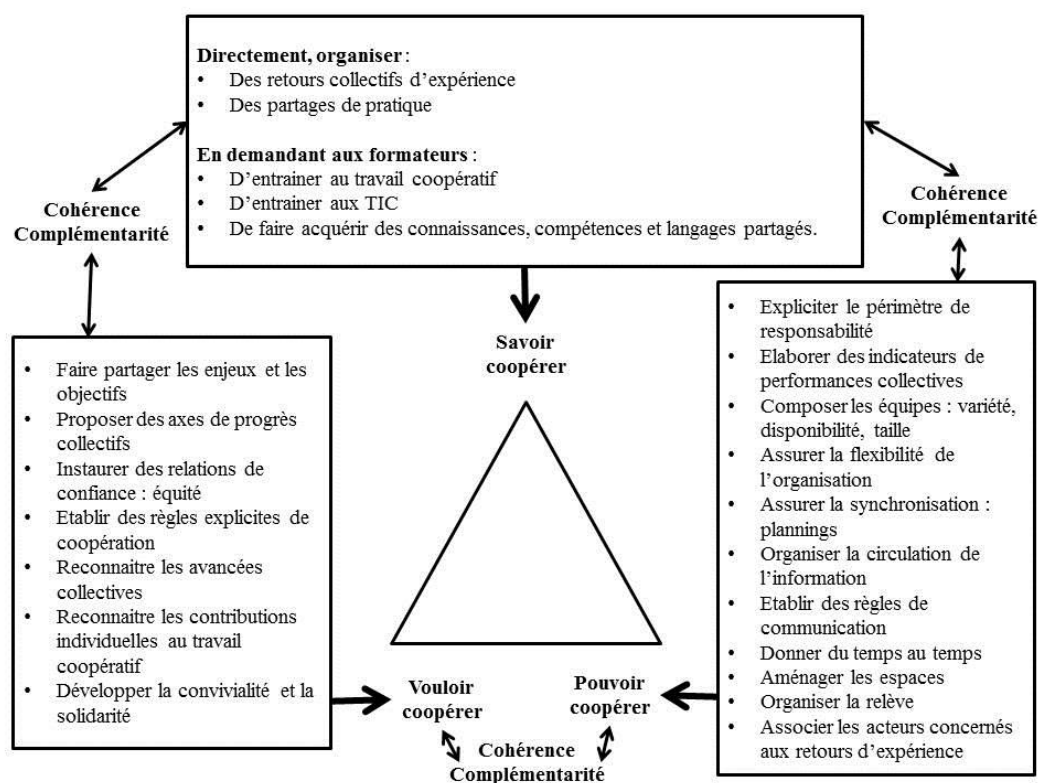 Directement, organiser :
• Des retours collectifs d’expérience
• Des partages de pratique
En demandant aux formateurs :
• D’entrainer au travail coopératif
• D’entrainer aux TIC
• De faire acquérir des connaissances, compétences et langages partagés.
Cohérence
Complémentarité
Cohérence
Complémentarité
Savoir
coopérer
• Faire partager les enjeux et les
objectifs
• Proposer des axes de progrès
collectifs
• Instaurer des relations de
confiance : équité
• Etablir des règles explicites de
coopération
• Reconnaitre les avancées
collectives
• Reconnaitre les contributions
individuelles au travail
coopératif
• Développer la convivialité et la
solidarité
• Expliciter le périmètre de
responsabilité
• Elaborer des indicateurs de
performances collectives
• Composer les équipes : variété,
disponibilité, taille
• Assurer la flexibilité de
l’organisation
• Assurer la synchronisation :
plannings
• Organiser la circulation de
l’information
• Etablir des règles de
communication
• Donner du temps au temps
• Aménager les espaces
• Organiser la relève
• Associer les acteurs concernés
aux retours d’expérience
Vouloir
coopérer
Pouvoir
coopérer
Cohérence
Complémentarité